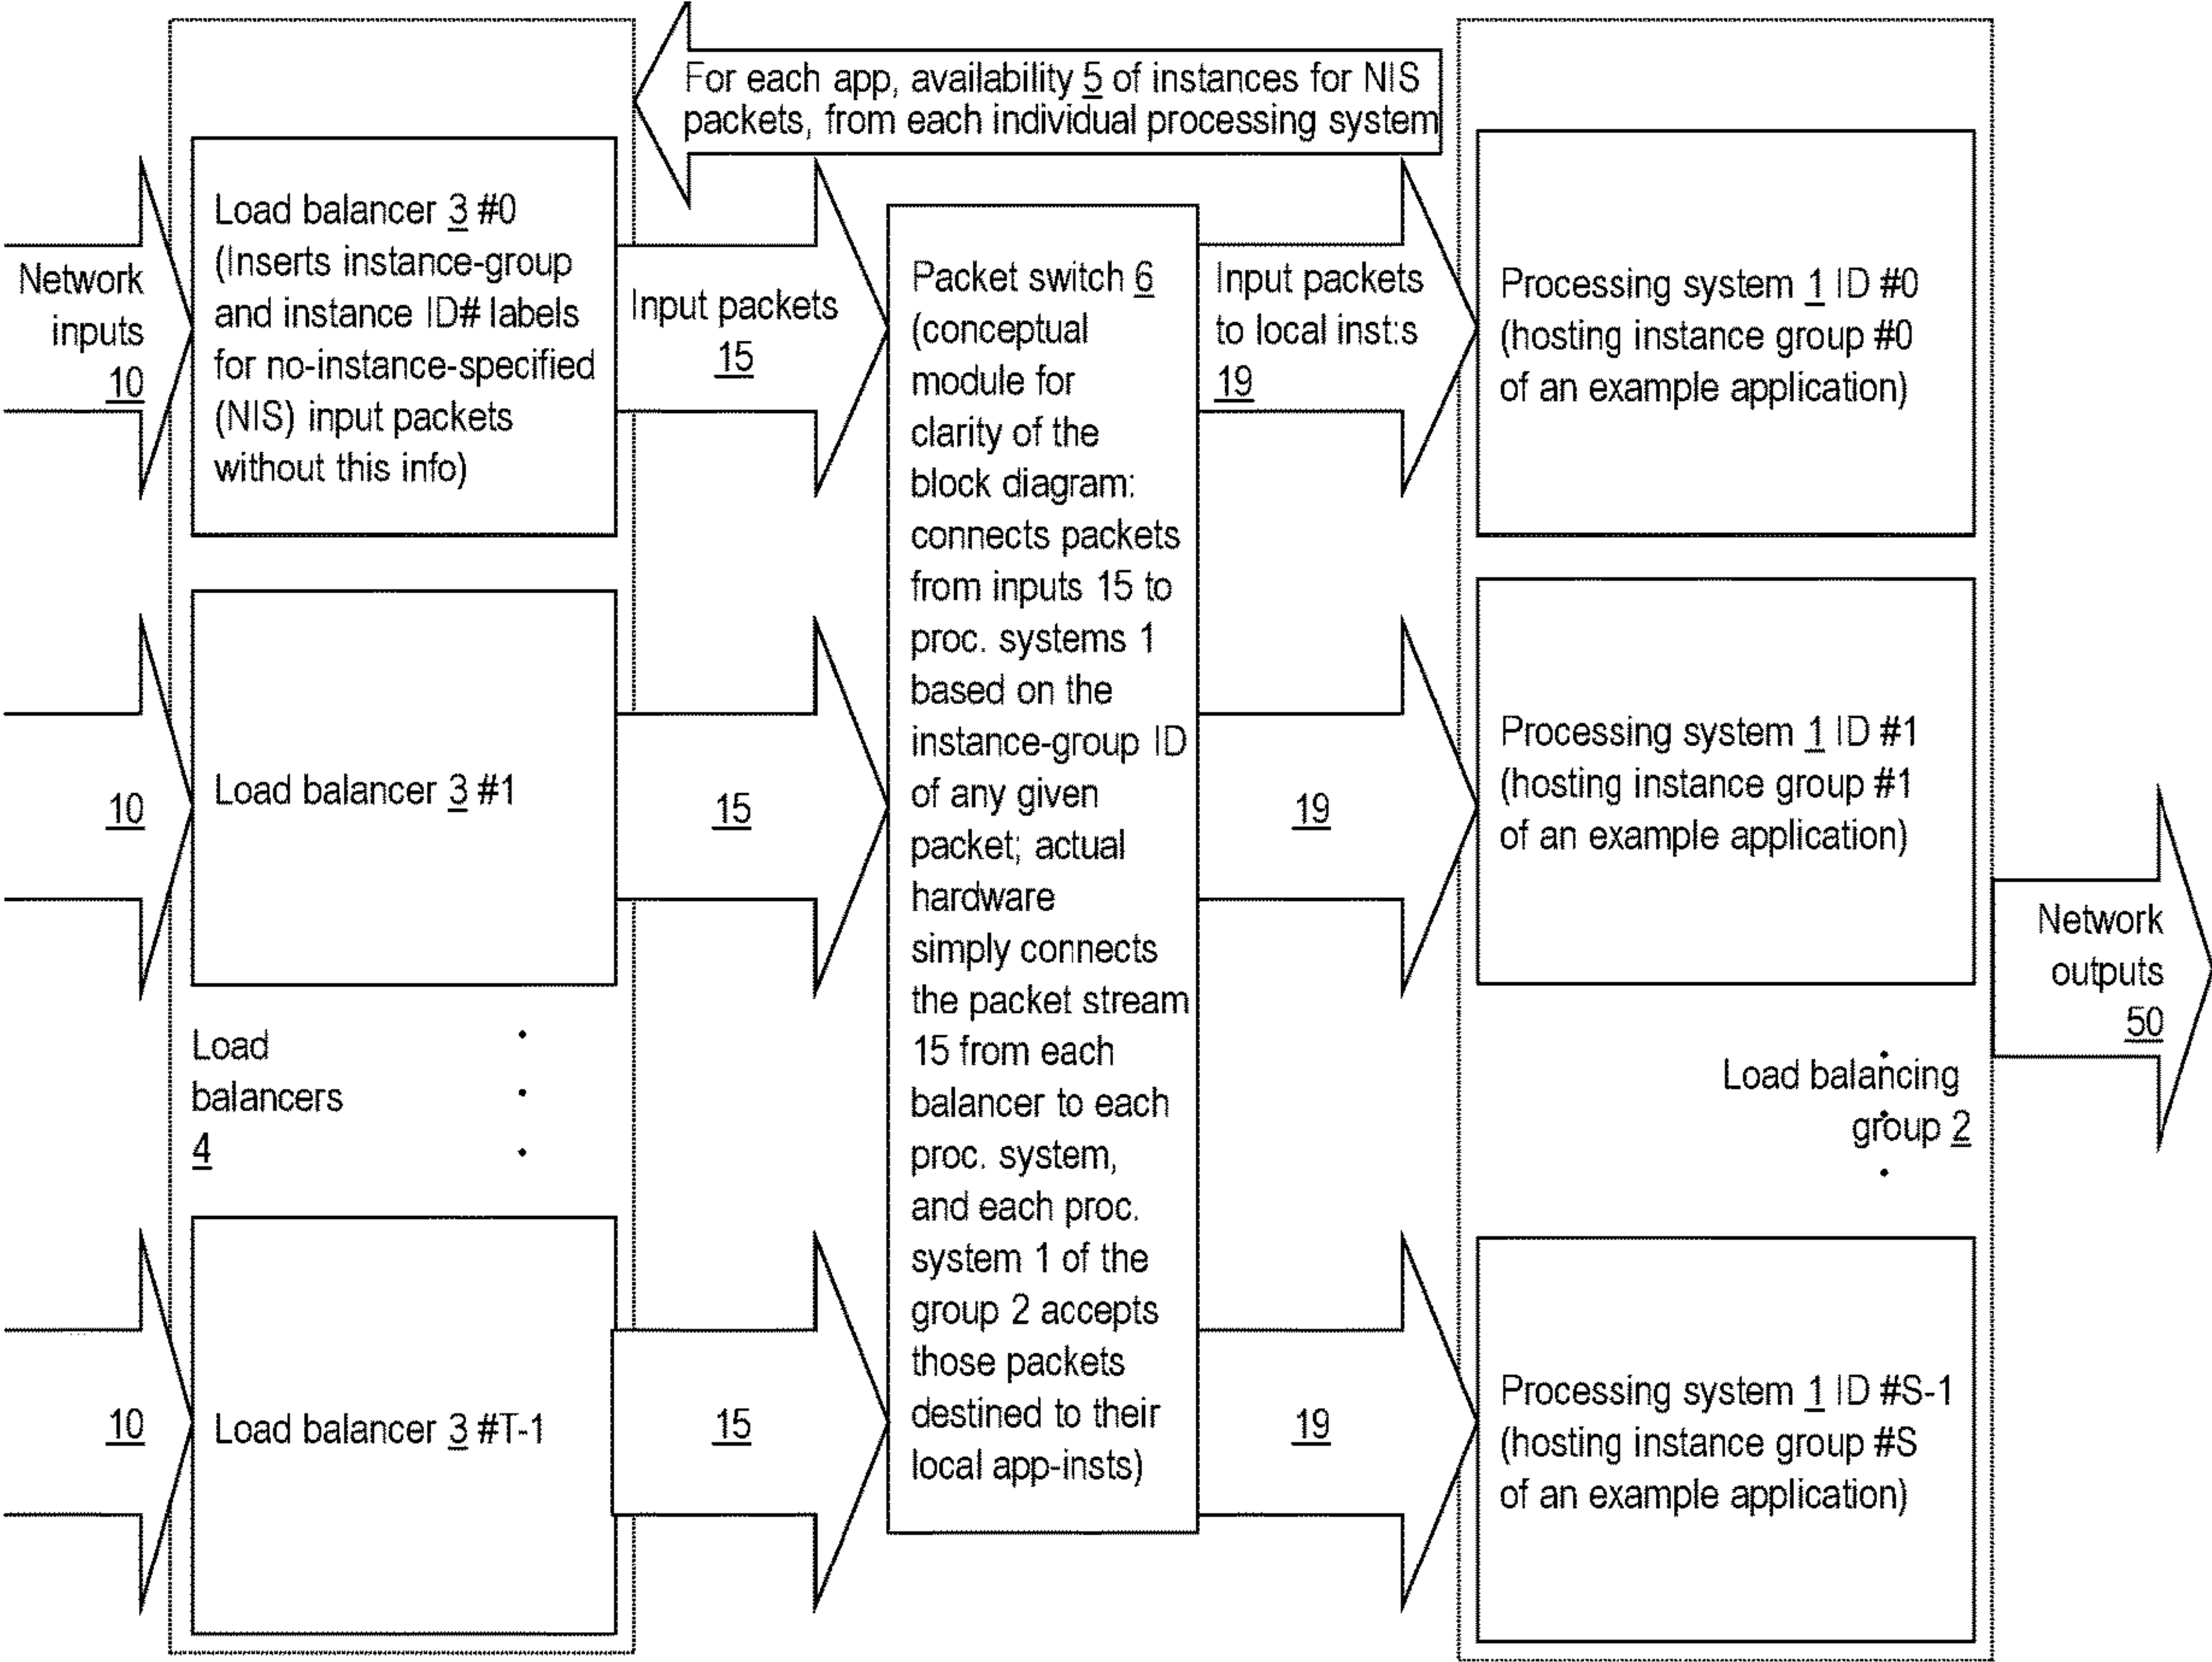 For each app, availability 5 of instances for NIS
packets, from each individual processing system
Network
inputs
10
Load balancer 3 #0
(Inserts instance-group
and instance ID# labels
for no-instance-specified
(NIS) input packets
without this info)
Input packets
15
Packet switch 6
(conceptual
module for
clarity of the
block diagram:
connects packets
from inputs 15 to
proc. systems 1
based on the
instance-group ID
of any given
packet; actual
hardware
simply connects
the packet stream
15 from each
balancer to each
proc. system,
and each proc.
system 1 of the
group 2 accepts
those packets
destined to their
local app-insts)
Input packets
to local inst:s
19
Processing system 1 ID #0
(hosting instance group #0
of an example application)
10
Load balancer 3 #1
15
19
Processing system 1 ID #1
(hosting instance group #1
of an example application)
Network
outputs
50
Load
balancers
4
Load balancing
group 2
10
Load balancer 3 #T-1
15
19
Processing system 1 ID #S-1
(hosting instance group #S
of an example application)